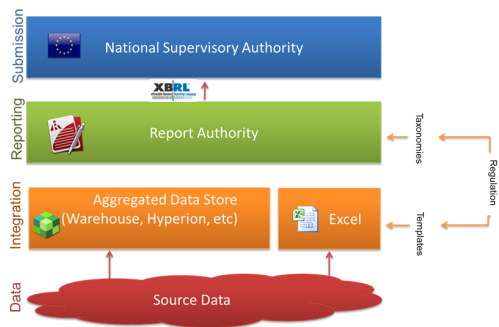 Submission
National Supervisory Authority
XBRL
Reporting
Report Authority
Taxonomies
Regulation
Integration
Aggregated Data Store
(Warehouse, Hyperion, etc)
Excel
Templates
Data
Source Data